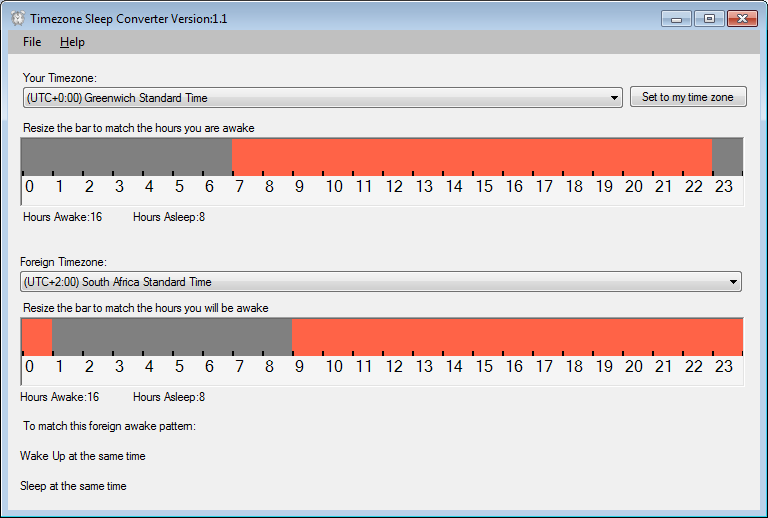 Timezone Sleep Converter Version:1.1
File Help
Your Timezone:
(UTC+0:00) Greenwich Standard Time Set to my time zone
Resize the bar to match the hours you are awake
0 1 2 3 4 5 6 7 8 9 10 11 12 13 14 15 16 17 18 19 20 21 22 23
Hours Awake:16 Hours Asleep:8
Foreign Timezone:
(UTC+2:00) South Africa Standard Time
Resize the bar to match the hours you will be awake
0 1 2 3 4 5 6 7 8 9 10 11 12 13 14 15 16 17 18 19 20 21 22 23
Hours Awake:16 Hours Asleep:8
To match this foreign awake pattern:
Wake Up at the same time
Sleep at the same time